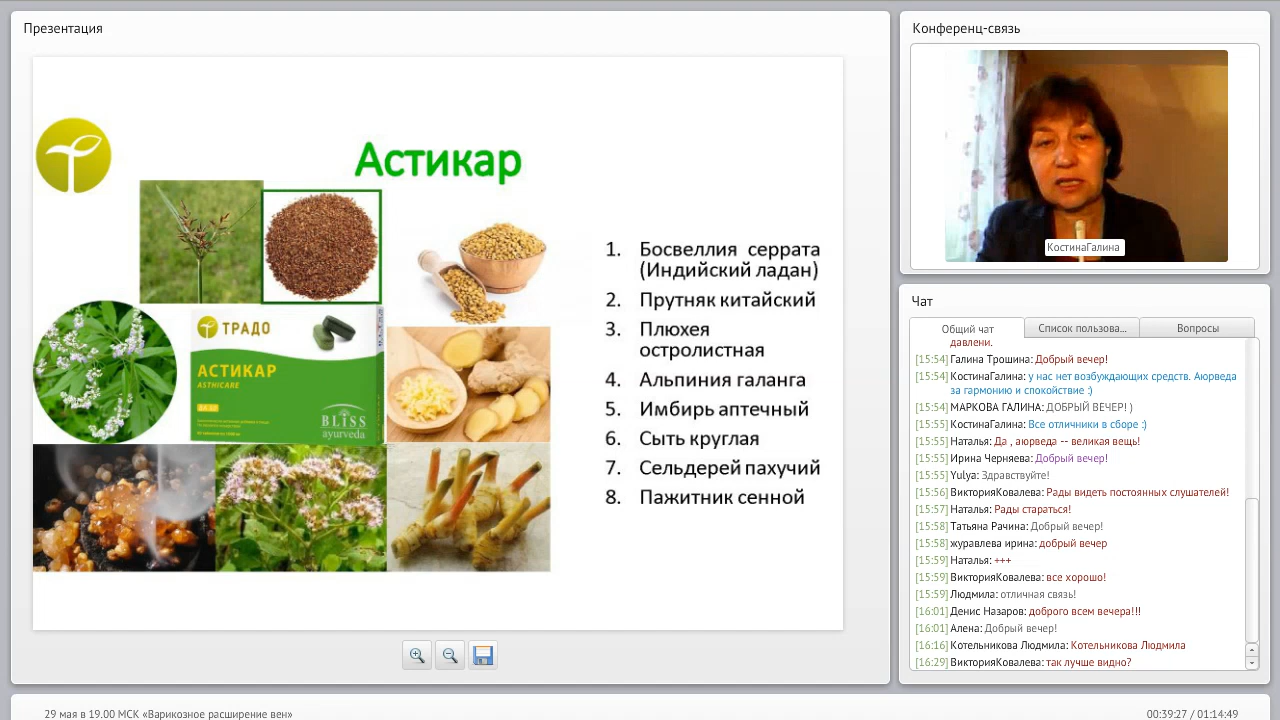 Презентация
Астикар
ТРАДО
АСТИКАР
ASTHICARE
BLISS
ayurveda
1. Босвеллия серрата
(Индийский ладан)
2. Прутняк китайский
3. Плюхея
остролистная
4. Альпиния галанга
5. Имбирь аптечный
6. Сыть круглая
7. Сельдерей пахучий
8. Пажитник сенной
Конференц-связь
КостинаГалина
Чат
Общий чат
Список пользова...
Вопросы
давлени.
[15:54] Галина Трошина: Добрый вечер!
[15:54] КостинаГалина: у нас нет возбуждающих средств. Аюрведа
за гармонию и спокойствие :)
[15:54] МАРКОВА ГАЛИНА: ДОБРЫЙ ВЕЧЕР! )
[15:55] КостинаГалина: Все отличники в сборе :)
[15:55] Наталья: Да , аюрведа -- великая вещь!
[15:55] Ирина Черняева: Добрый вечер!
[15:55] Yulya: Здравствуйте!
[15:56] ВикторияКовалева: Рады видеть постоянных слушателей!
[15:57] Наталья: Рады стараться!
[15:58] Татьяна Рачина: Добрый вечер!
[15:58] журавлева ирина: добрый вечер
[15:59] Наталья: +++
[15:59] ВикторияКовалева: все хорошо!
[15:59] Людмила: отличная связь!
[16:01] Денис Назаров: доброго всем вечера!!!
[16:01] Алена: Добрый вечер!
[16:16] Котельникова Людмила: Котельникова Людмила
[16:29] ВикторияКовалева: так лучше видно?
29 мая в 19.00 МСК «Варикозное расширение вен»
00:39:27 / 01:14:49